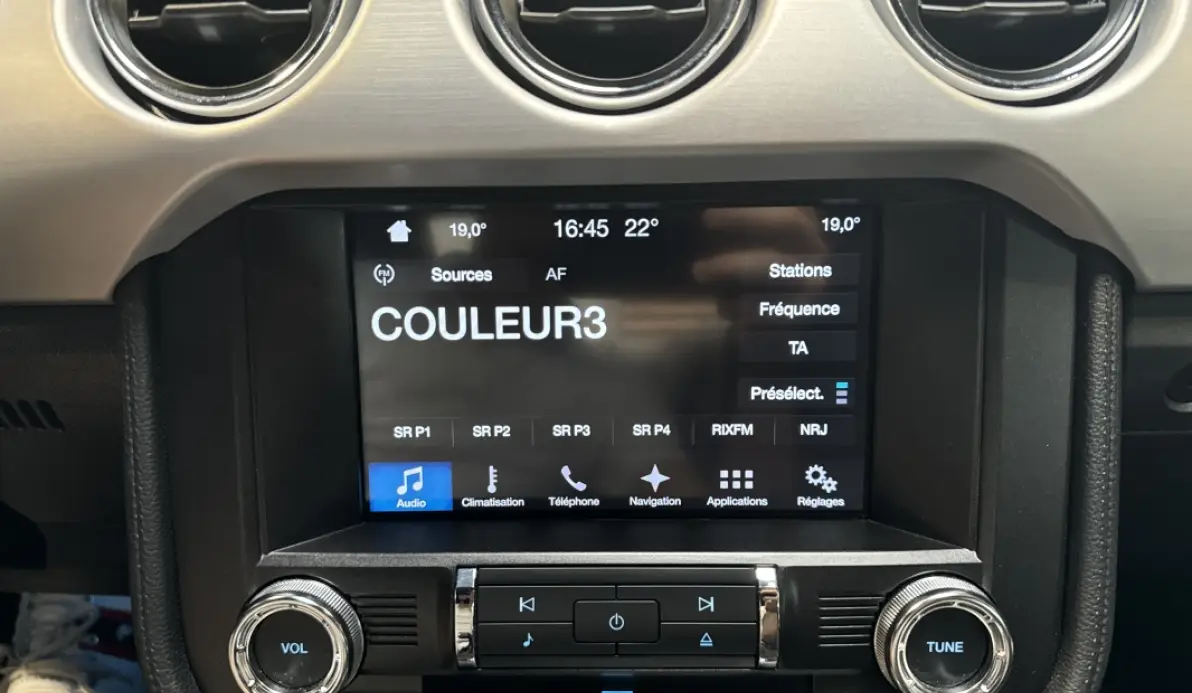 19,0° 16:45 22° 19,0°
FM Sources AF Stations
COULEUR3
Fréquence
TA
Présélect.
SR P1 SR P2 SR P3 SR P4 RIXFM NRJ
Audio Climatisation Téléphone Navigation Applications Réglages
VOL
TUNE